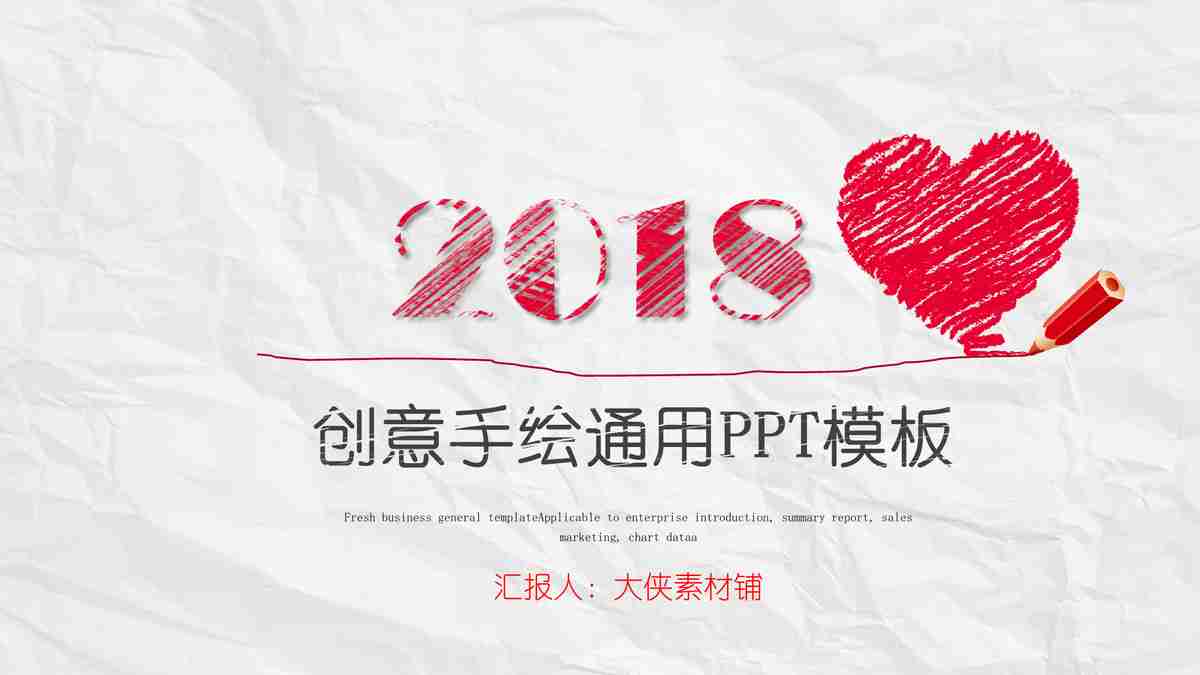 2018
创意手绘通用PPT模板
Fresh business general templateApplicable to enterprise introduction, summary report, sales
marketing, chart dataa
汇报人：大侠素材铺